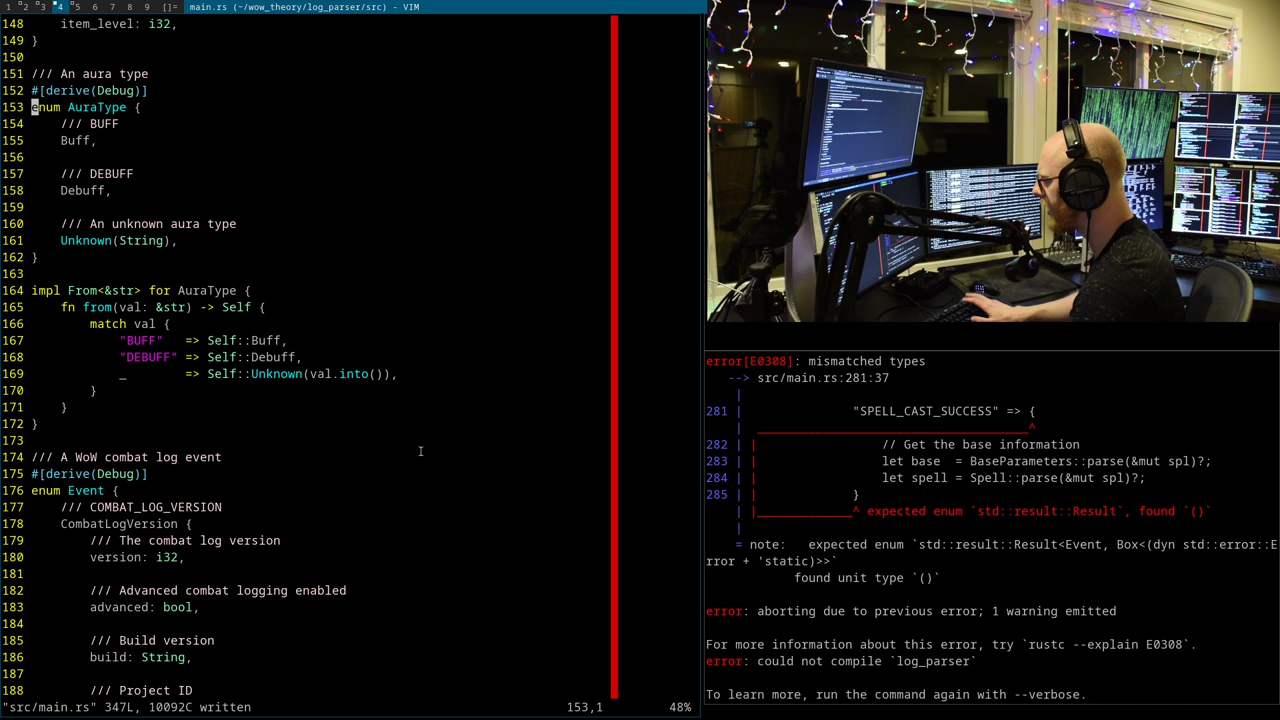 1 2 3 4 5 6 7 8 9 []= main.rs (~/wow_theory/log_parser/src) - VIM
148     item_level: i32,
149 }
150
151 /// An aura type
152 #[derive(Debug)]
153 enum AuraType {
154     /// BUFF
155     Buff,
156
157     /// DEBUFF
158     Debuff,
159
160     /// An unknown aura type
161     Unknown(String),
162 }
163
164 impl From<&str> for AuraType {
165     fn from(val: &str) -> Self {
166         match val {
167             "BUFF"   => Self::Buff,
168             "DEBUFF" => Self::Debuff,
169             _        => Self::Unknown(val.into()),
170         }
171     }
172 }
173
174 /// A WoW combat log event
175 #[derive(Debug)]
176 enum Event {
177     /// COMBAT_LOG_VERSION
178     CombatLogVersion {
179         /// The combat log version
180         version: i32,
181
182         /// Advanced combat logging enabled
183         advanced: bool,
184
185         /// Build version
186         build: String,
187
188         /// Project ID
"src/main.rs" 347L, 10092C written 153,1 48%
error[E0308]: mismatched types
   --> src/main.rs:281:37
    |
281 |               "SPELL_CAST_SUCCESS" => {
    |  _____________________________________^
282 | |                 // Get the base information
283 | |                 let base  = BaseParameters::parse(&mut spl)?;
284 | |                 let spell = Spell::parse(&mut spl)?;
285 | |             }
    | |_____________^ expected enum `std::result::Result`, found `()`
    |
    = note:   expected enum `std::result::Result<Event, Box<(dyn std::error::E
rror + 'static)>>`
            found unit type `()`
error: aborting due to previous error; 1 warning emitted
For more information about this error, try `rustc --explain E0308`.
error: could not compile `log_parser`
To learn more, run the command again with --verbose.